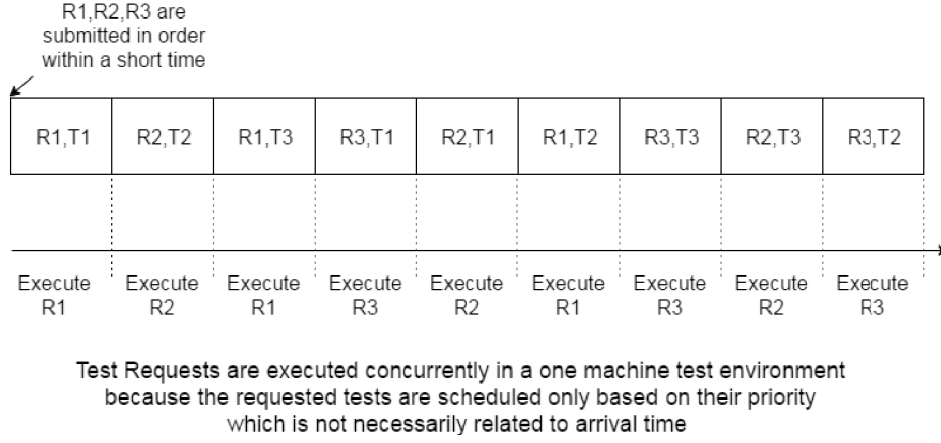 R1,R2,R3 are
submitted in order
within a short time
R1,T1 R2,T2 R1,T3 R3,T1 R2,T1 R1,T2 R3,T3 R2,T3 R3,T2
Execute Execute Execute Execute Execute Execute Execute Execute Execute
R1 R2 R1 R3 R2 R1 R3 R2 R3
Test Requests are executed concurrently in a one machine test environment
because the requested tests are scheduled only based on their priority
which is not necessarily related to arrival time